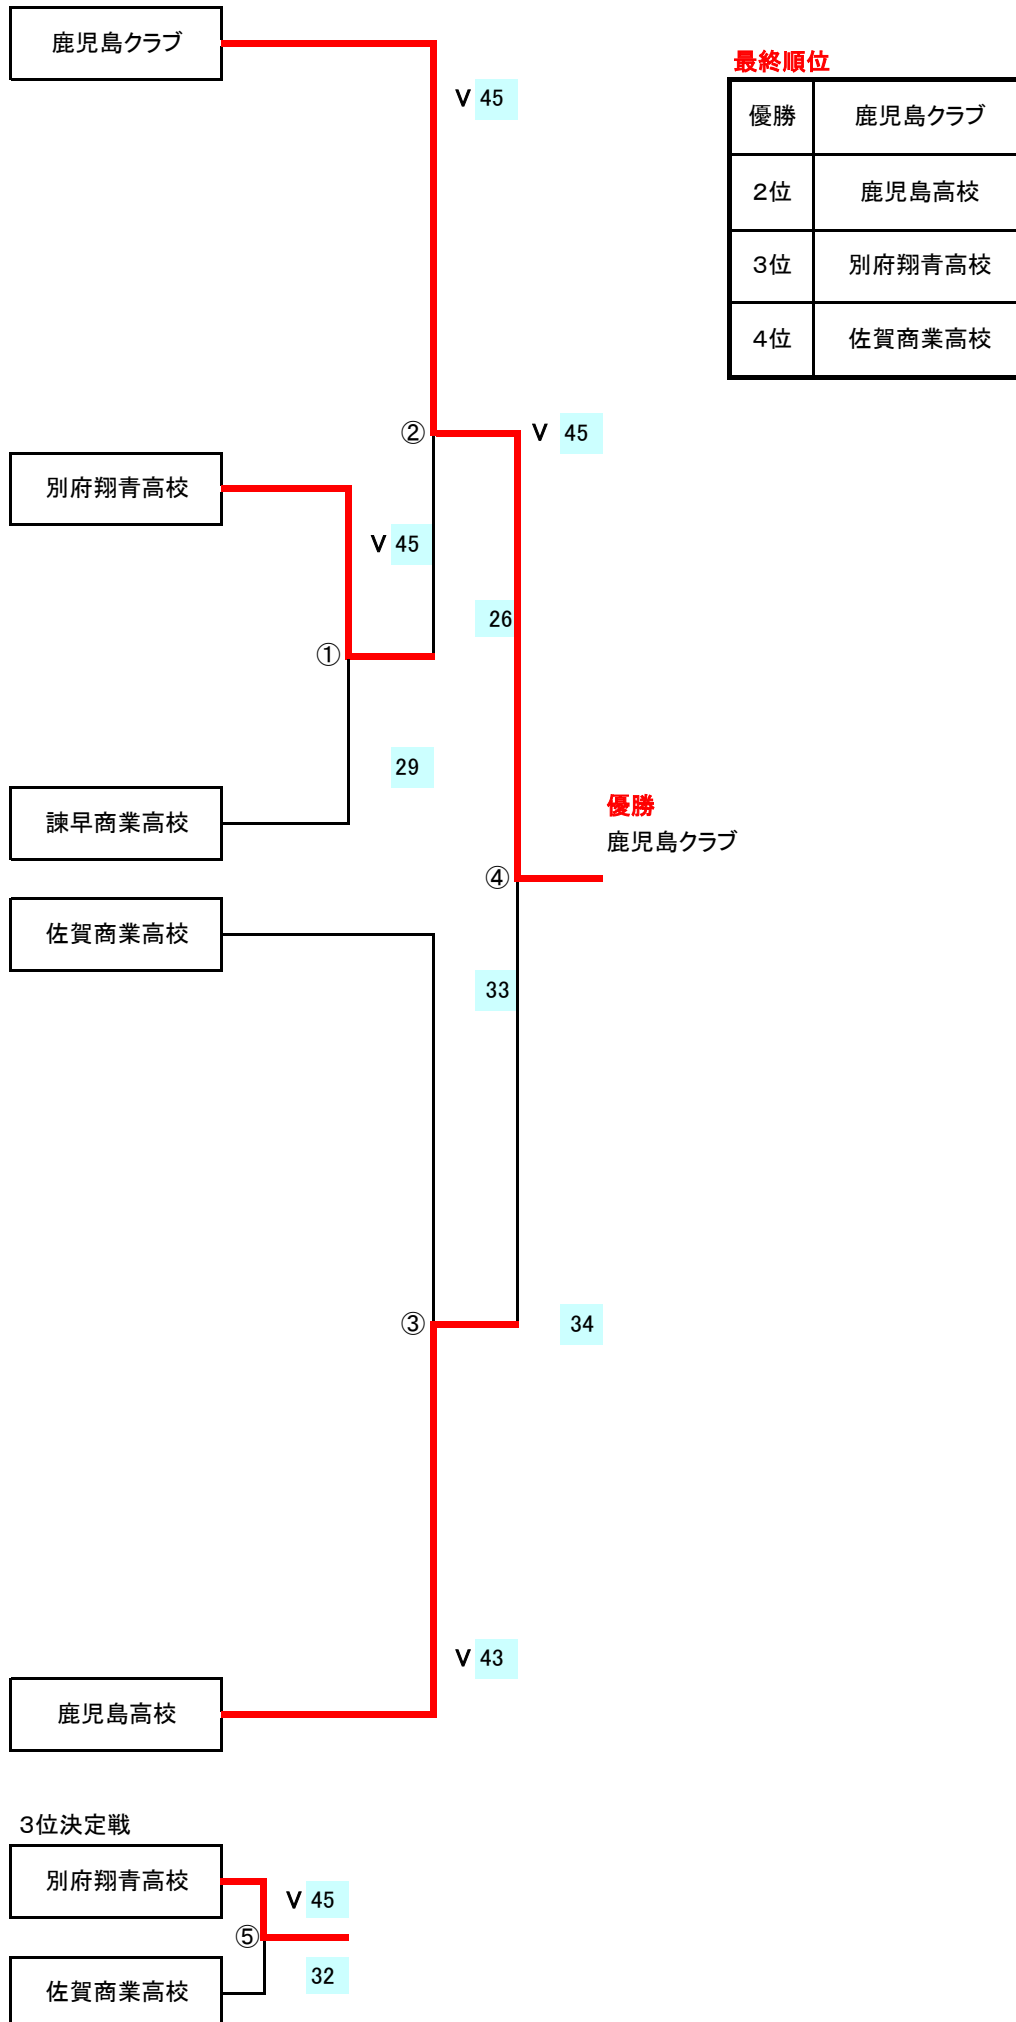 鹿児島クラブ
V 45
最終順位
優勝 鹿児島クラブ
2位 鹿児島高校
3位 別府翔青高校
4位 佐賀商業高校
② V 45
別府翔青高校
V 45
26
①
29
諫早商業高校
優勝
鹿児島クラブ
④
佐賀商業高校
33
③
34
V 43
鹿児島高校
3位決定戦
別府翔青高校
V 45
⑤
32
佐賀商業高校